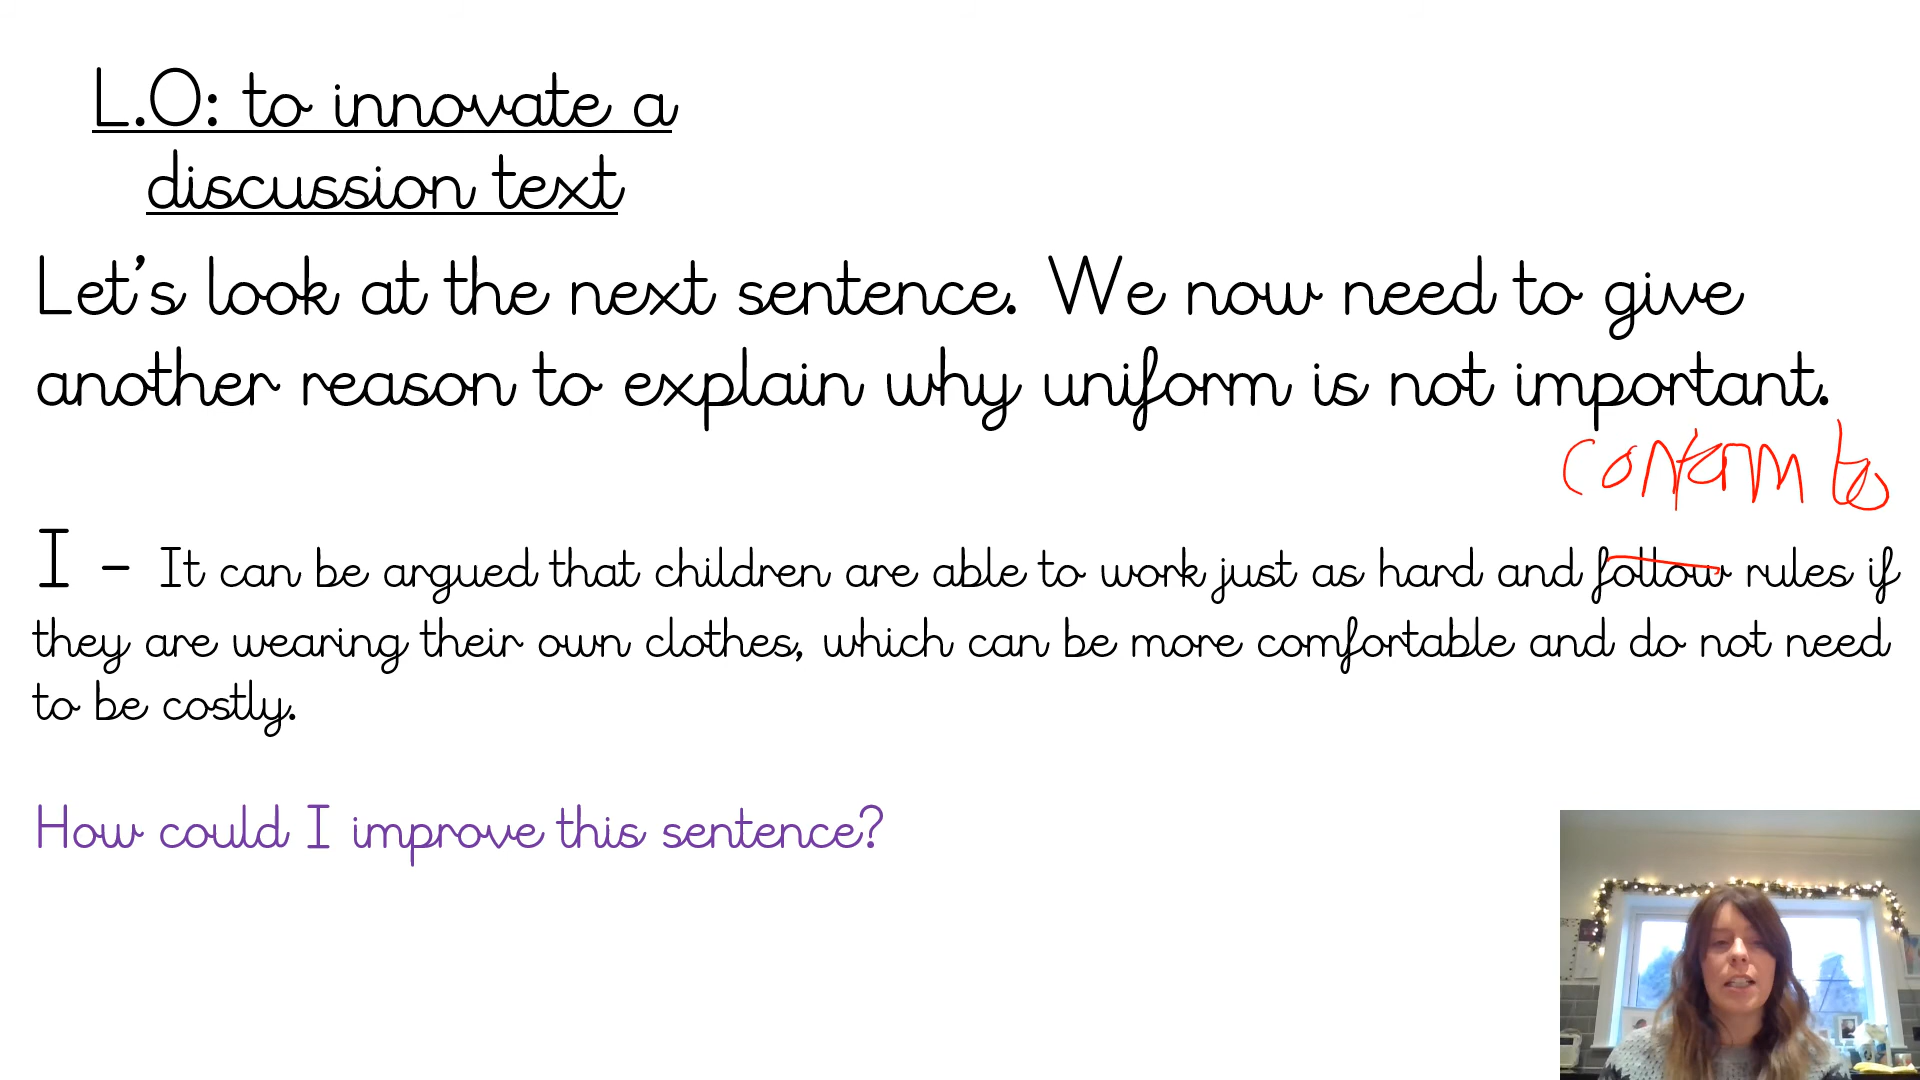 L.O: to innovate a
discussion text
Let's look at the next sentence. We now need to give
another reason to explain why uniform is not important.
conform to
I - It can be argued that children are able to work just as hard and follow rules if
they are wearing their own clothes, which can be more comfortable and do not need
to be costly.
How could I improve this sentence?